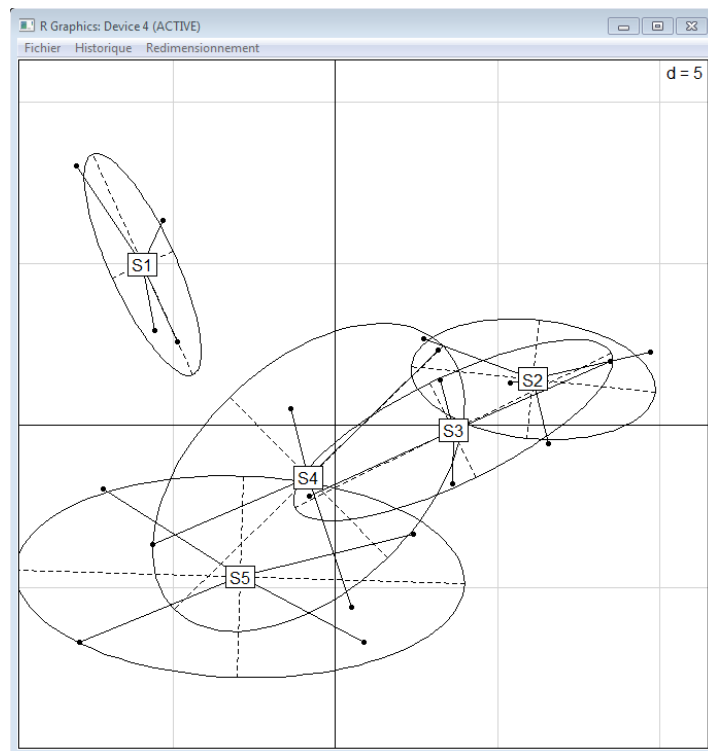 R Graphics: Device 4 (ACTIVE)
Fichier Historique Redimensionnement
d = 5
S1
S2
S3
S4
S5